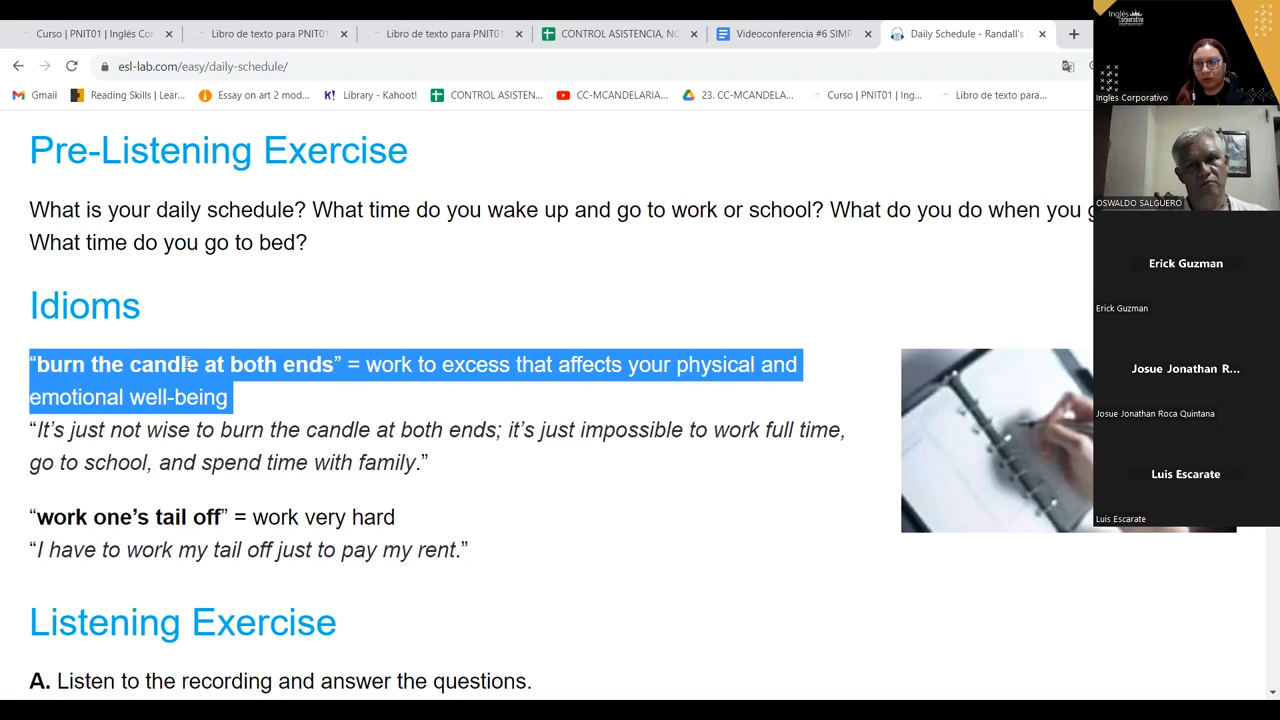 Curso | PNIT01 | Inglés Cor
Libro de texto para PNIT01
Libro de texto para PNIT01
CONTROL ASISTENCIA, NO
Videoconferencia #6 SIMP
Daily Schedule - Randall's
esl-lab.com/easy/daily-schedule/
Gmail
Reading Skills | Lear...
Essay on art 2 mod...
Library - Kahoot!
CONTROL ASISTEN...
CC-MCANDELARIA...
23. CC-MCANDELA...
Curso | PNIT01 | Ing...
Libro de texto para...
Pre-Listening Exercise
What is your daily schedule? What time do you wake up and go to work or school? What do you do when you g
What time do you go to bed?
Idioms
“burn the candle at both ends” = work to excess that affects your physical and
emotional well-being
“It’s just not wise to burn the candle at both ends; it’s just impossible to work full time,
go to school, and spend time with family.”
“work one’s tail off” = work very hard
“I have to work my tail off just to pay my rent.”
Listening Exercise
A. Listen to the recording and answer the questions.
Inglés
Corporativo
Ingles Corporativo
OSWALDO SALGUERO
Erick Guzman
Erick Guzman
Josue Jonathan R...
Josue Jonathan Roca Quintana
Luis Escarate
Luis Escarate